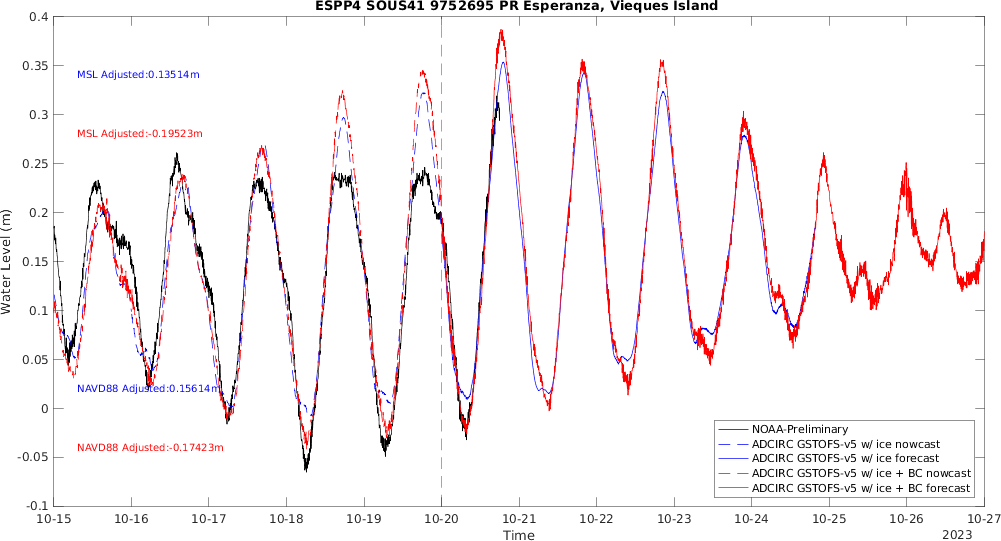 ESPP4 SOUS41 9752695 PR Esperanza, Vieques Island
0.4
0.35
0.3
0.25
0.2
0.15
0.1
0.05
0
-0.05
-0.1
Water Level (m)
MSL Adjusted:0.13514m
MSL Adjusted:-0.19523m
NAVD88 Adjusted:0.15614m
NAVD88 Adjusted:-0.17423m
NOAA-Preliminary
ADCIRC GSTOFS-v5 w/ ice nowcast
ADCIRC GSTOFS-v5 w/ ice forecast
ADCIRC GSTOFS-v5 w/ ice + BC nowcast
ADCIRC GSTOFS-v5 w/ ice + BC forecast
10-15 10-16 10-17 10-18 10-19 10-20 10-21 10-22 10-23 10-24 10-25 10-26 10-27
Time
2023